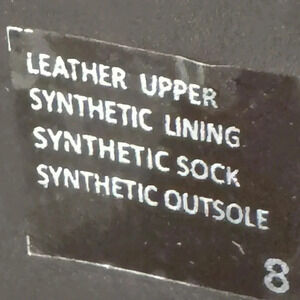 LEATHER UPPER
SYNTHETIC LINING
SYNTHETIC SOCK
SYNTHETIC OUTSOLE
8